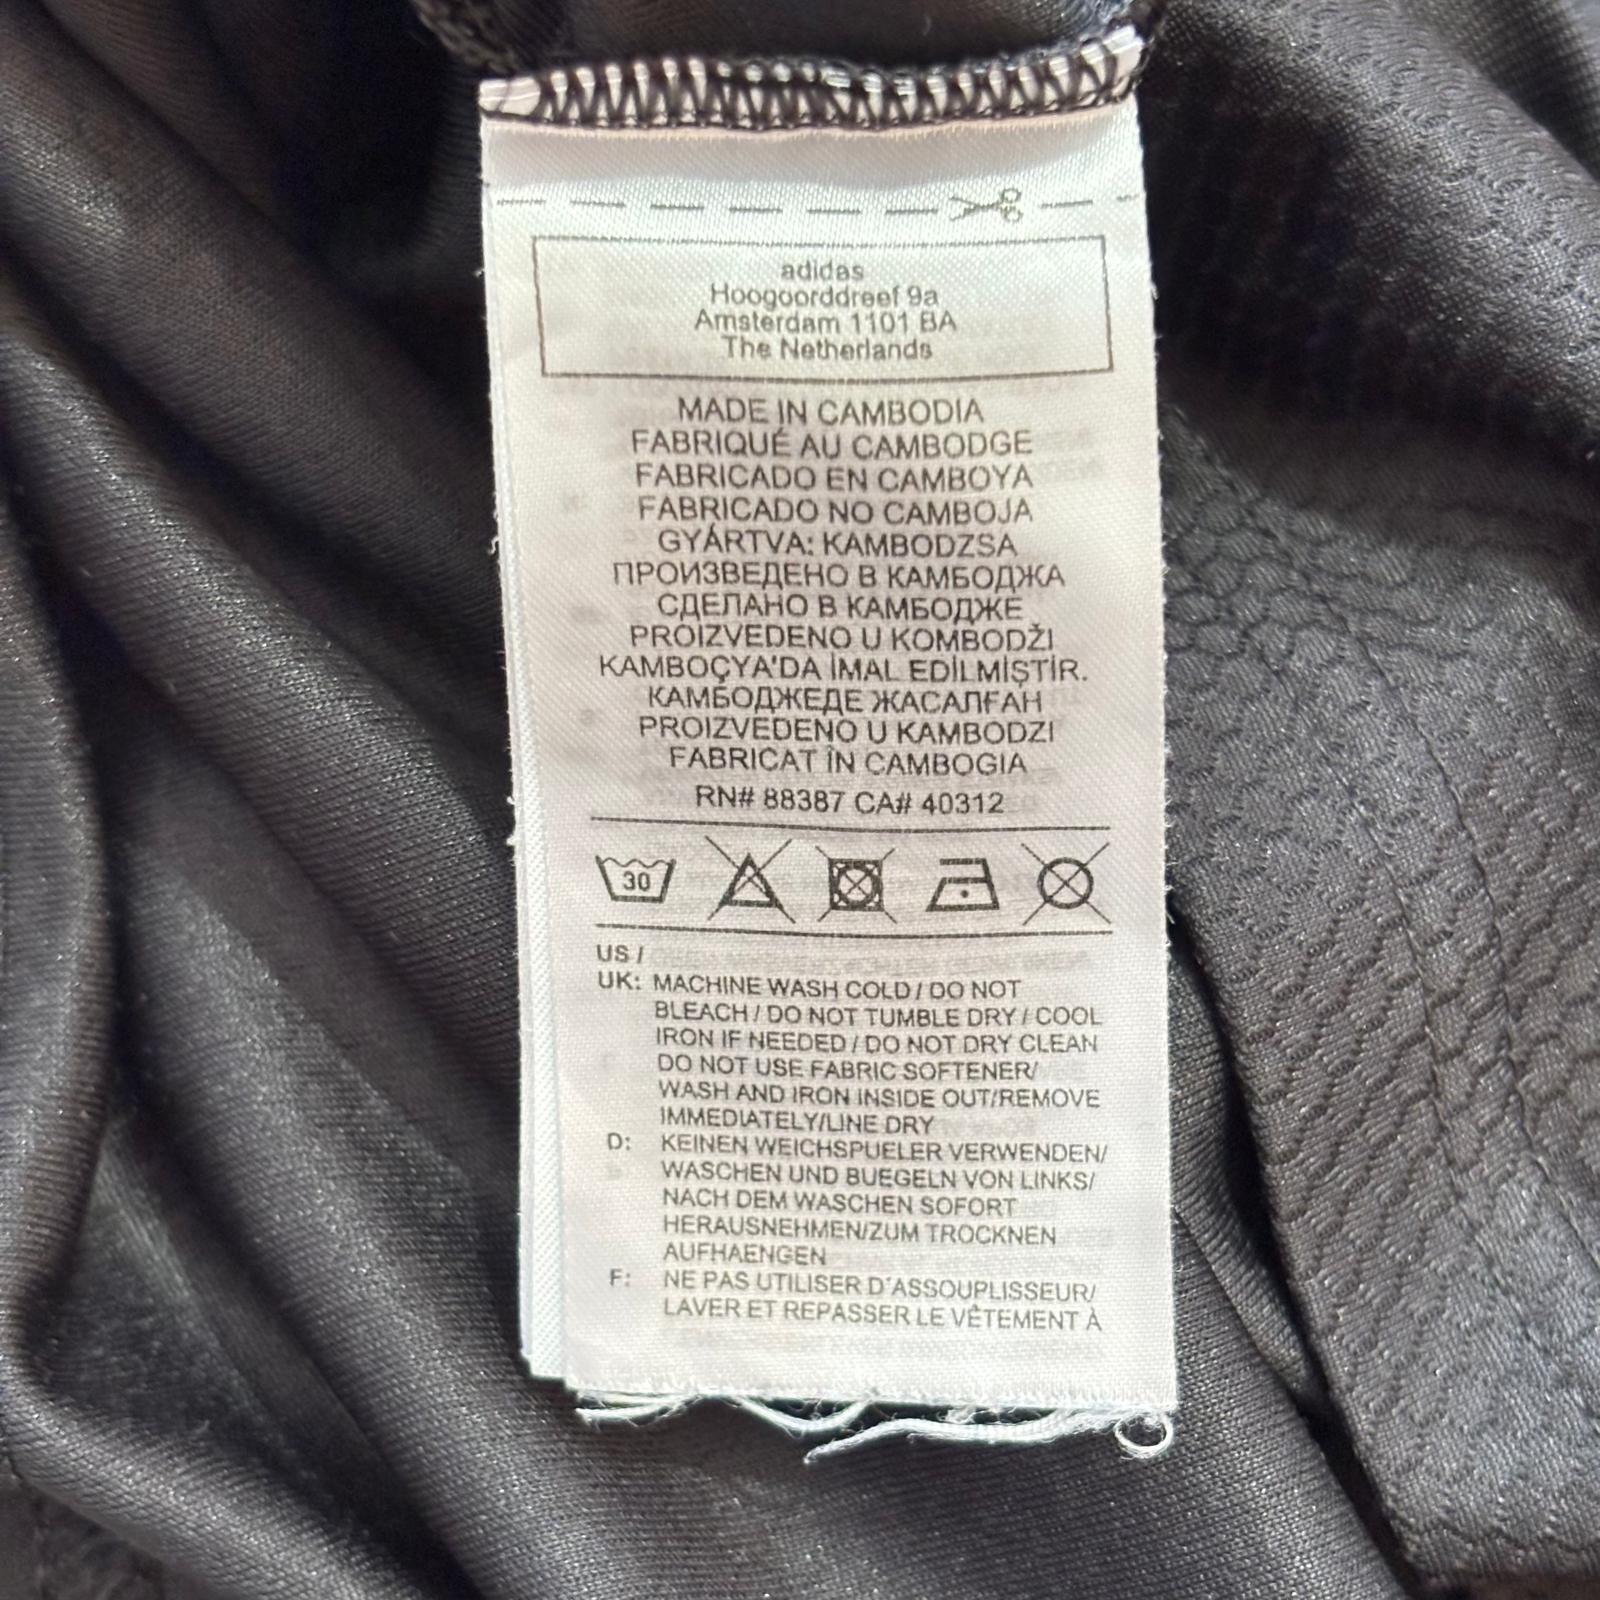 adidas
Hoogoorddreef 9a
Amsterdam 1101 BA
The Netherlands
MADE IN CAMBODIA
FABRIQUÉ AU CAMBODGE
FABRICADO EN CAMBOYA
FABRICADO NO CAMBOJA
GYÁRTVA: KAMBODZSA
ПРОИЗВЕДЕНО В КАМБОДЖА
СДЕЛАНО В КАМБОДЖЕ
PROIZVEDENO U KOMBODŽI
KAMBOÇYA'DA İMAL EDİLMİŞTİR.
КАМБОДЖЕДЕ ЖАСАЛҒАН
PROIZVEDENO U KAMBODZI
FABRICAT ÎN CAMBOGIA
RN# 88387 CA# 40312
30
US /
UK: MACHINE WASH COLD / DO NOT
BLEACH / DO NOT TUMBLE DRY / COOL
IRON IF NEEDED / DO NOT DRY CLEAN
DO NOT USE FABRIC SOFTENER/
WASH AND IRON INSIDE OUT/REMOVE
IMMEDIATELY/LINE DRY
D: KEINEN WEICHSPUELER VERWENDEN/
WASCHEN UND BUEGELN VON LINKS/
NACH DEM WASCHEN SOFORT
HERAUSNEHMEN/ZUM TROCKNEN
AUFHAENGEN
F: NE PAS UTILISER D´ASSOUPLISSEUR/
LAVER ET REPASSER LE VÊTEMENT À